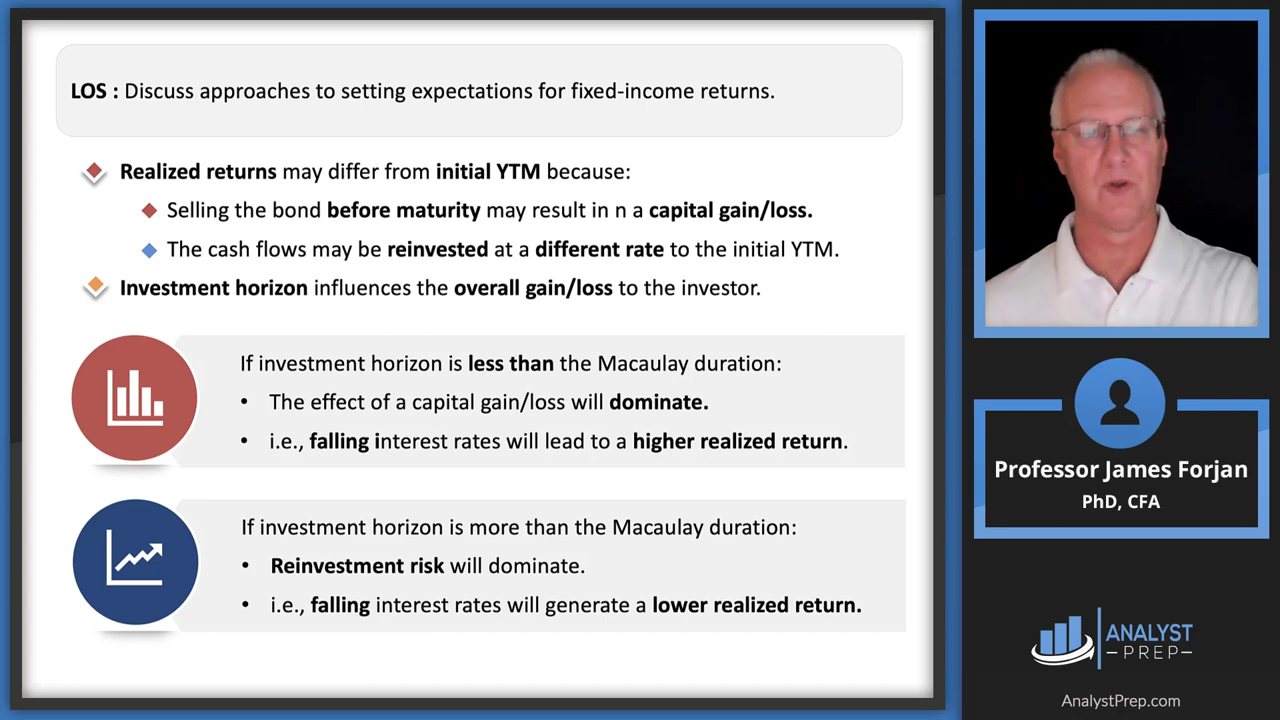 LOS : Discuss approaches to setting expectations for fixed-income returns.
Realized returns may differ from initial YTM because:
Selling the bond before maturity may result in n a capital gain/loss.
The cash flows may be reinvested at a different rate to the initial YTM.
Investment horizon influences the overall gain/loss to the investor.
If investment horizon is less than the Macaulay duration:
• The effect of a capital gain/loss will dominate.
• i.e., falling interest rates will lead to a higher realized return.
If investment horizon is more than the Macaulay duration:
• Reinvestment risk will dominate.
• i.e., falling interest rates will generate a lower realized return.
Professor James Forjan
PhD, CFA
ANALYST
PREP
AnalystPrep.com